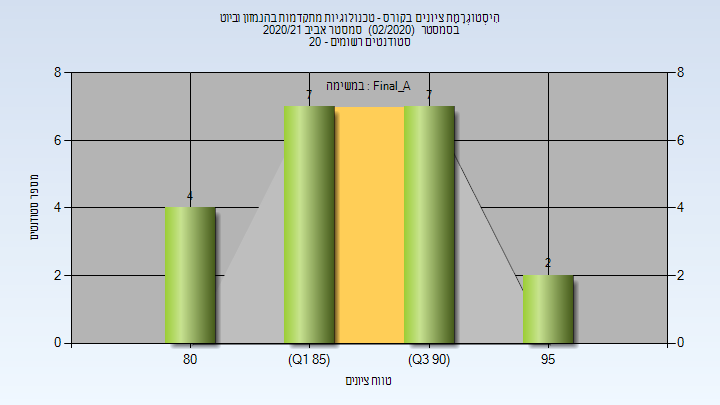 היסטוגרמת ציונים בקורס - טכנולוגיות מתקדמות בהנמזון וביוט
בסמסטר (02/2020) סמסטר אביב 2020/21
סטודנטים רשומים - 20
במשימה : Final_A
8
6
4
2
0
8
6
4
2
0
4
7
7
2
מספר סטודנטים
80
(Q1 85)
(Q3 90)
95
טווח ציונים